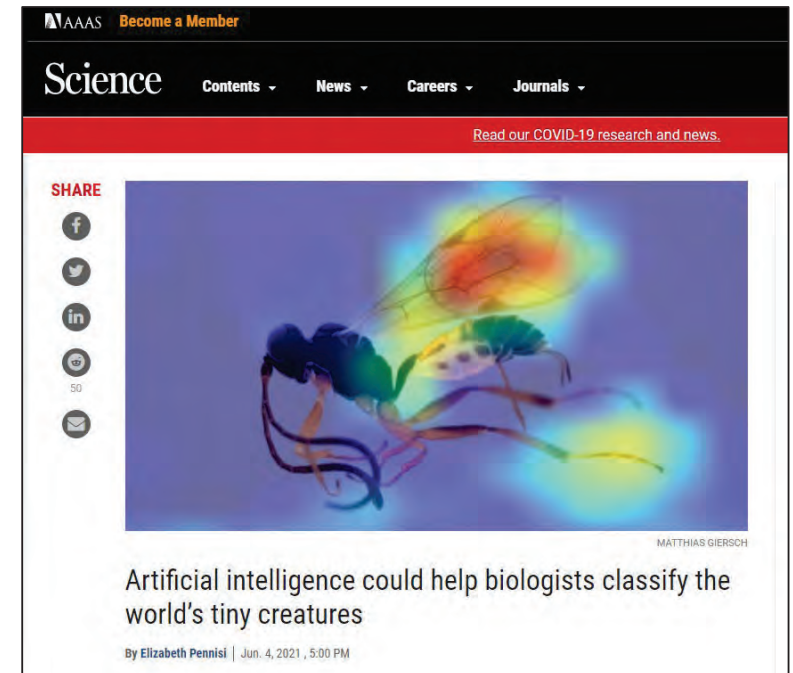 AAAS Become a Member
Science Contents News Careers Journals
Read our COVID-19 research and news.
SHARE
50
MATTHIAS GIERSCH
Artificial intelligence could help biologists classify the
world's tiny creatures
By Elizabeth Pennisi | Jun. 4, 2021 , 5:00 PM